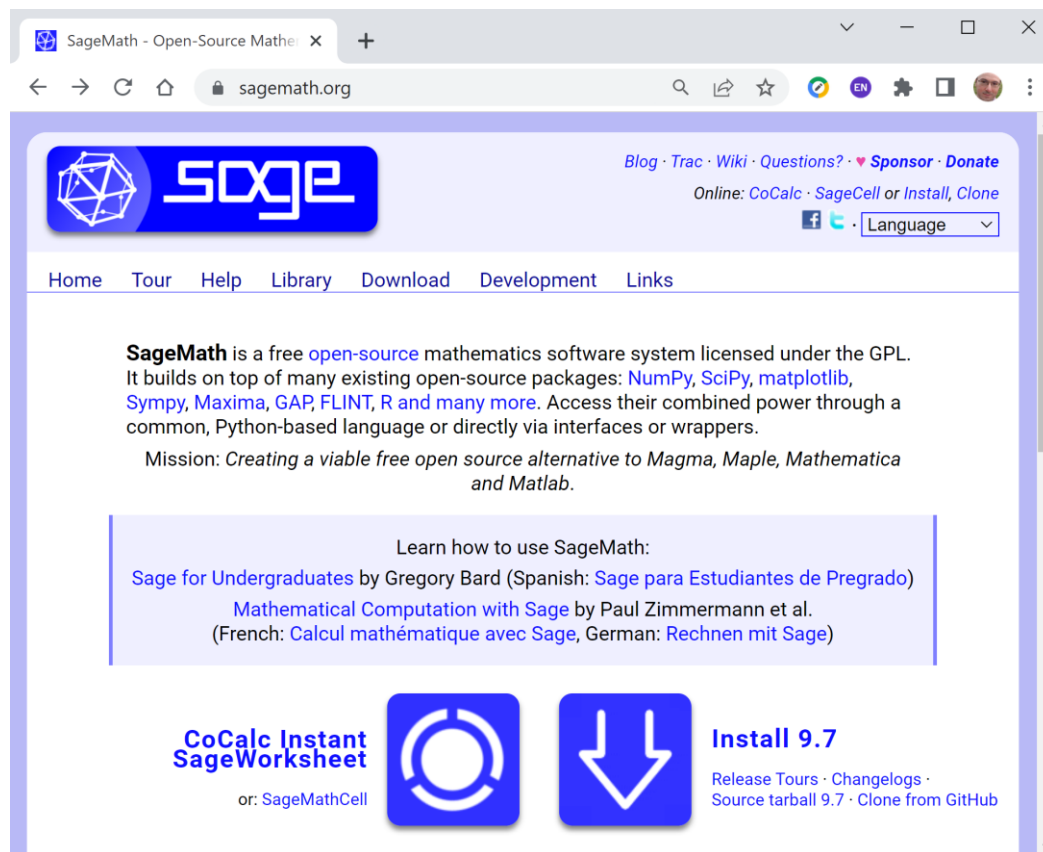 SageMath - Open-Source Mathe
sagemath.org
EN
sage
Blog · Trac · Wiki · Questions? · ♥ Sponsor · Donate
Online: CoCalc · SageCell or Install, Clone
· Language
Home Tour Help Library Download Development Links
SageMath is a free open-source mathematics software system licensed under the GPL.
It builds on top of many existing open-source packages: NumPy, SciPy, matplotlib,
Sympy, Maxima, GAP, FLINT, R and many more. Access their combined power through a
common, Python-based language or directly via interfaces or wrappers.
Mission: Creating a viable free open source alternative to Magma, Maple, Mathematica
and Matlab.
Learn how to use SageMath:
Sage for Undergraduates by Gregory Bard (Spanish: Sage para Estudiantes de Pregrado)
Mathematical Computation with Sage by Paul Zimmermann et al.
(French: Calcul mathématique avec Sage, German: Rechnen mit Sage)
CoCalc Instant
SageWorksheet
or: SageMathCell
Install 9.7
Release Tours · Changelogs ·
Source tarball 9.7 · Clone from GitHub